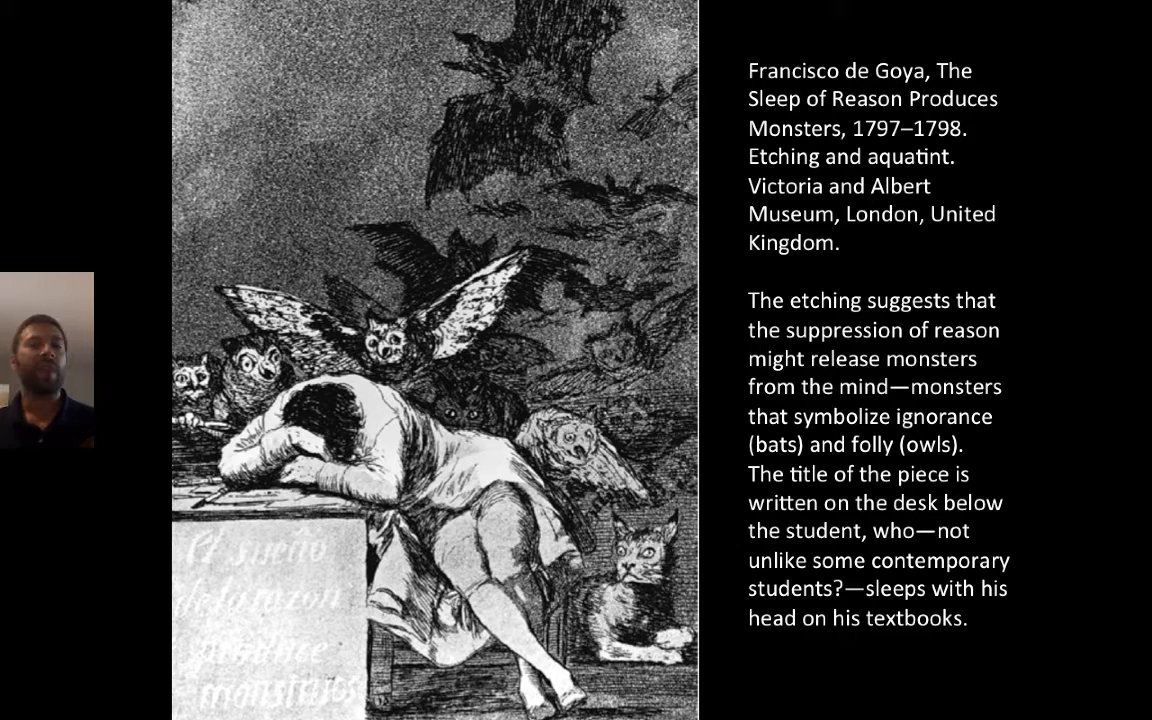 Francisco de Goya, The
Sleep of Reason Produces
Monsters, 1797–1798.
Etching and aquatint.
Victoria and Albert
Museum, London, United
Kingdom.
The etching suggests that
the suppression of reason
might release monsters
from the mind—monsters
that symbolize ignorance
(bats) and folly (owls).
The title of the piece is
written on the desk below
the student, who—not
unlike some contemporary
students?—sleeps with his
head on his textbooks.
El sueño
de la razon
produce
monstruos